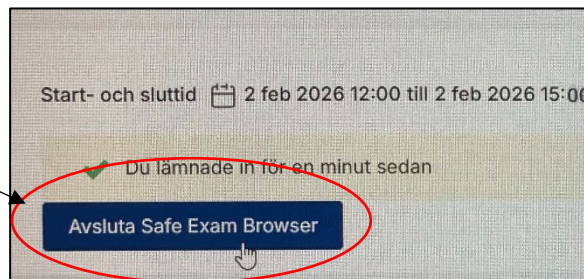 Start- och sluttid 2 feb 2026 12:00 till 2 feb 2026 15:00
Du lämnade in för en minut sedan
Avsluta Safe Exam Browser